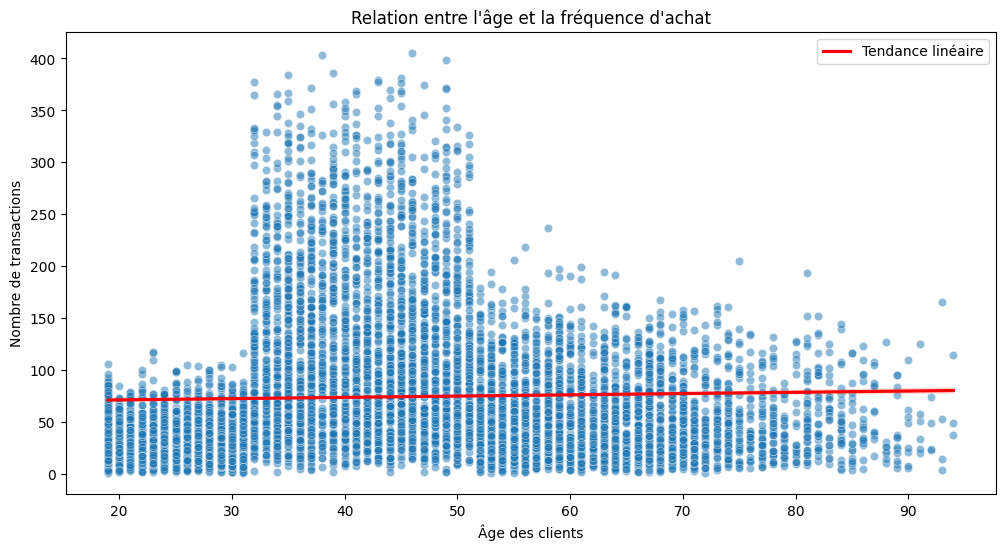 Relation entre l'âge et la fréquence d'achat
Tendance linéaire
Nombre de transactions
400
350
300
250
200
150
100
50
0
20 30 40 50 60 70 80 90
Âge des clients